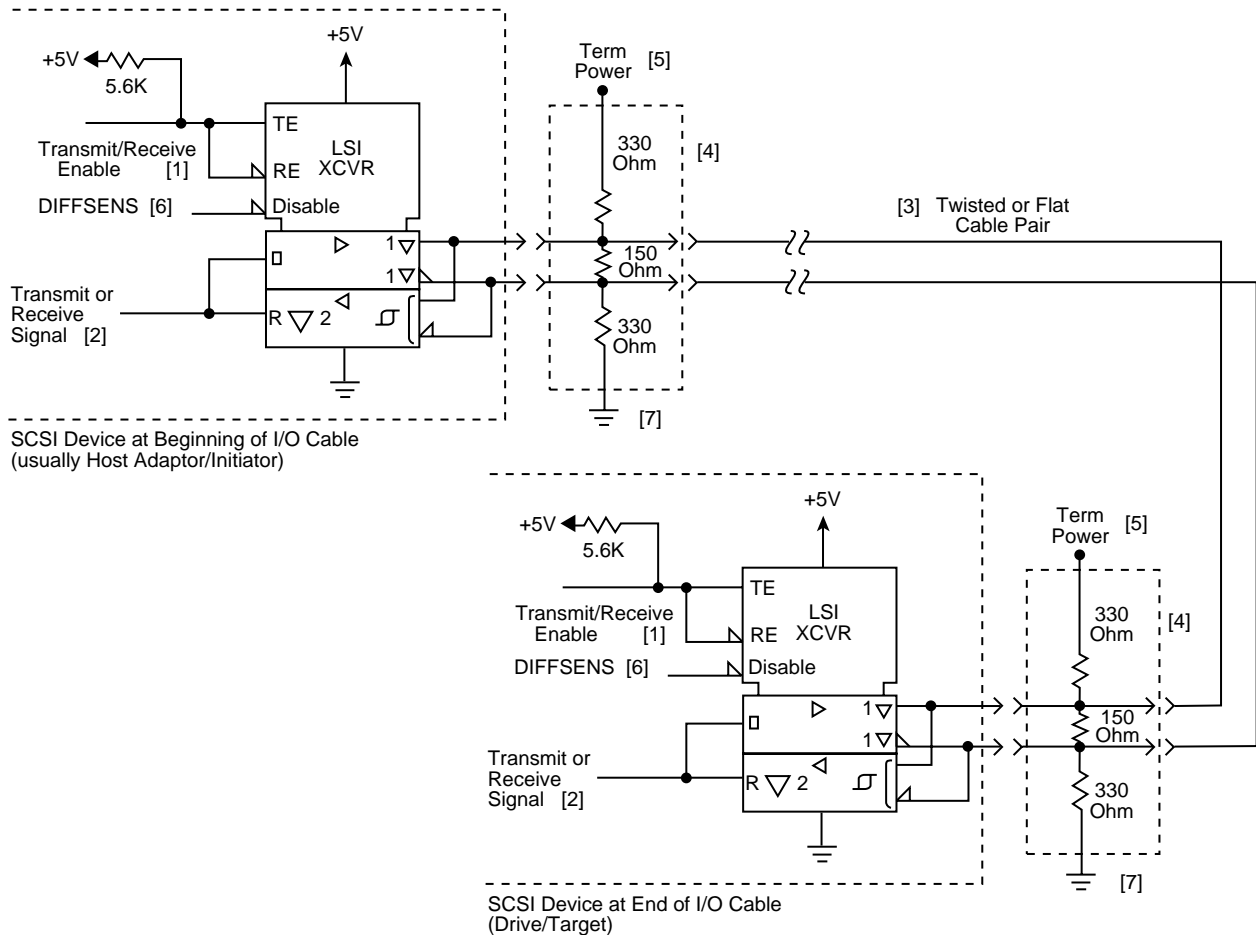 +5V
+5V
5.6K
TE
LSI
XCVR
Transmit/Receive
Enable [1]
RE
DIFFSENS [6]
Disable
1
1
Transmit or
Receive
Signal [2]
R 2
Term
Power [5]
330
Ohm
[4]
150
Ohm
330
Ohm
[7]
[3] Twisted or Flat
Cable Pair
SCSI Device at Beginning of I/O Cable
(usually Host Adaptor/Initiator)
+5V
+5V
5.6K
TE
LSI
XCVR
Transmit/Receive
Enable [1]
RE
DIFFSENS [6]
Disable
1
1
Transmit or
Receive
Signal [2]
R 2
Term
Power [5]
330
Ohm
[4]
150
Ohm
330
Ohm
[7]
SCSI Device at End of I/O Cable
(Drive/Target)